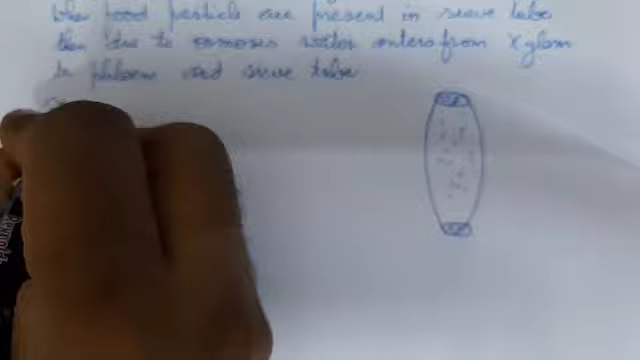 When food particle are present in sieve tube
then due to osmosis water enters from xylem
to phloem and sieve tube